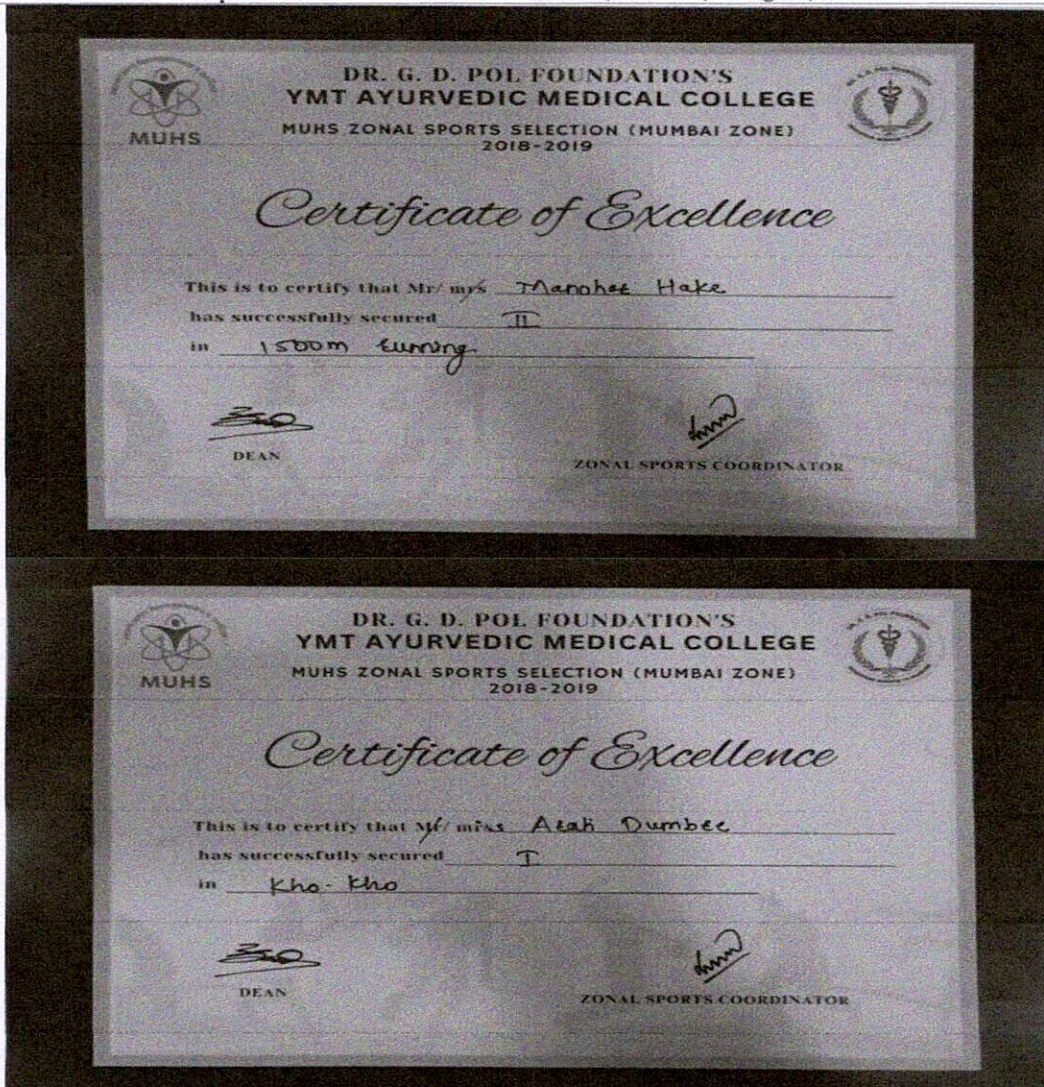 MUHS
DR. G. D. POL FOUNDATION'S
YMT AYURVEDIC MEDICAL COLLEGE
MUHS ZONAL SPORTS SELECTION (MUMBAI ZONE)
2018-2019
Certificate of Excellence
This is to certify that Mr/ mrs Manohar Hake
has successfully secured II
in 1500m running
DEAN
ZONAL SPORTS COORDINATOR
MUHS
DR. G. D. POL FOUNDATION'S
YMT AYURVEDIC MEDICAL COLLEGE
MUHS ZONAL SPORTS SELECTION (MUMBAI ZONE)
2018-2019
Certificate of Excellence
This is to certify that Mr/ miss Dumbre
has successfully secured I
in Kho-Kho
DEAN
ZONAL SPORTS COORDINATOR